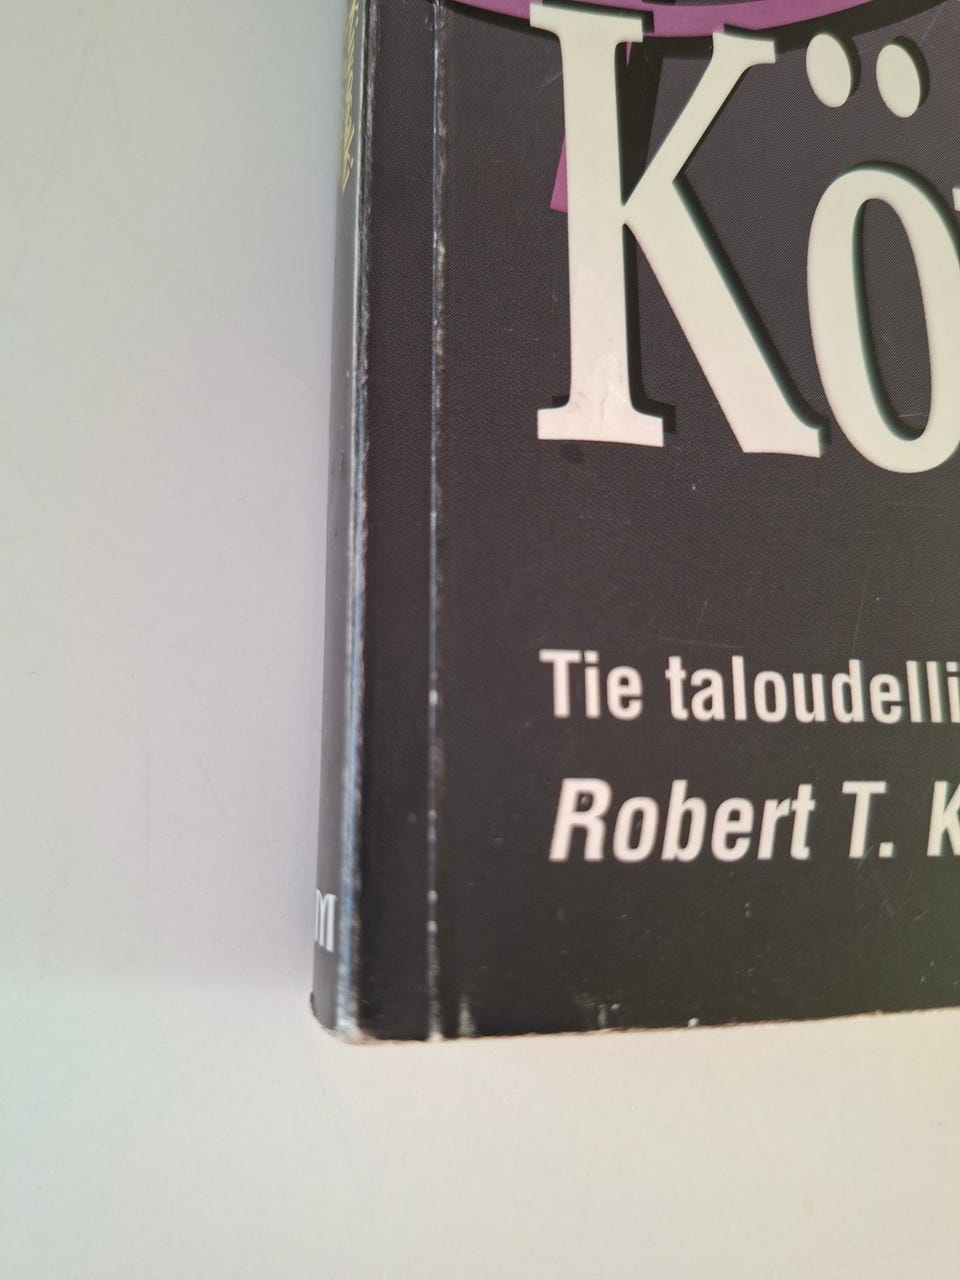 Kö
Tie taloudelli
Robert T. K
m